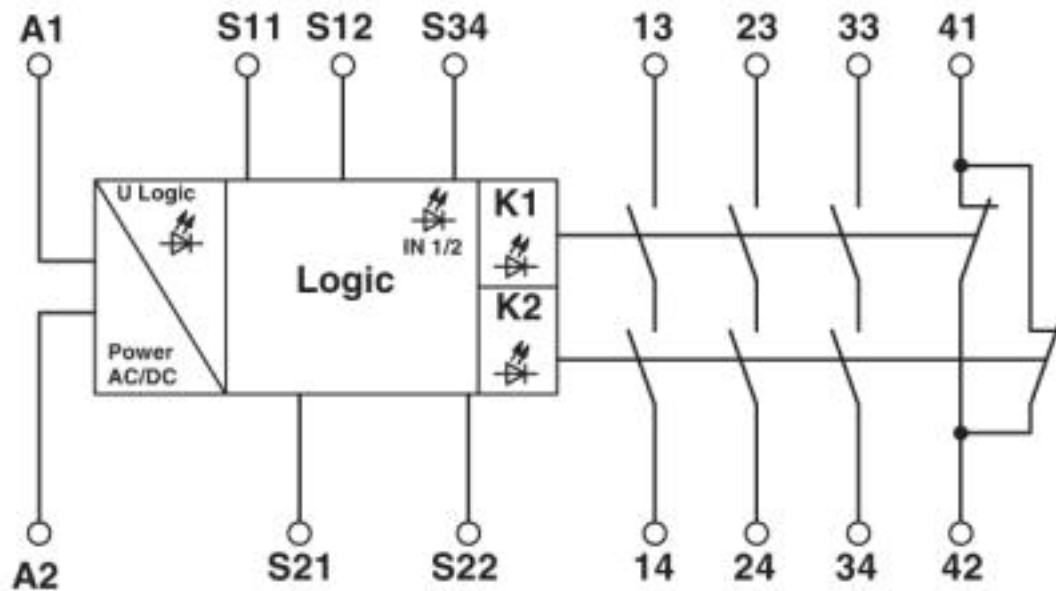 A1 S11 S12 S34 13 23 33 41
U Logic
K1
IN 1/2
Logic
K2
Power
AC/DC
A2 S21 S22 14 24 34 42